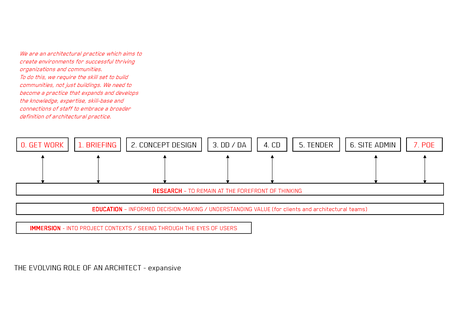 We are an architectural practice which aims to
create environments for successful thriving
organizations and communities.
To do this, we require the skill set to build
communities, not just buildings. We need to
become a practice that expands and develops
the knowledge, expertise, skill-base and
connections of staff to embrace a broader
definition of architectural practice.
0. GET WORK
1. BRIEFING
2. CONCEPT DESIGN
3. DD / DA
4. CD
5. TENDER
6. SITE ADMIN
7. POE
RESEARCH - TO REMAIN AT THE FOREFRONT OF THINKING
EDUCATION - INFORMED DECISION-MAKING / UNDERSTANDING VALUE (for clients and architectural teams)
IMMERSION - INTO PROJECT CONTEXTS / SEEING THROUGH THE EYES OF USERS
THE EVOLVING ROLE OF AN ARCHITECT - expansive